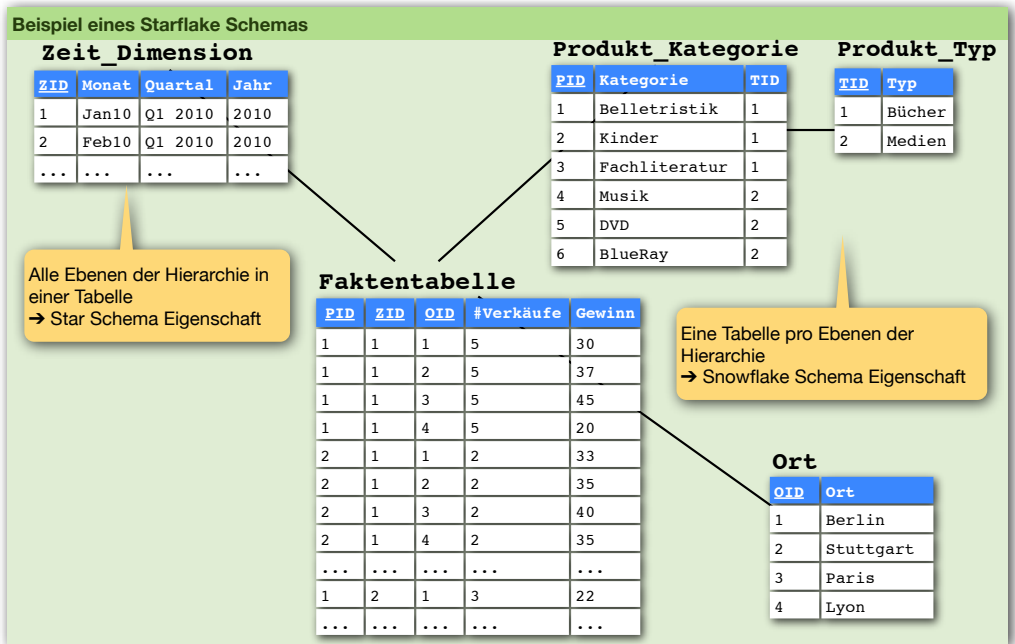 Beispiel eines Starflake Schemas
Zeit_Dimension
ZID Monat Quartal Jahr
1 Jan10 Q1 2010 2010
2 Feb10 Q1 2010 2010
... ... ... ...
Produkt_Kategorie
PID Kategorie TID
1 Belletristik 1
2 Kinder 1
3 Fachliteratur 1
4 Musik 2
5 DVD 2
6 BlueRay 2
Produkt_Typ
TID Typ
1 Bücher
2 Medien
Alle Ebenen der Hierarchie in
einer Tabelle
➔ Star Schema Eigenschaft
Faktentabelle
PID ZID OID #Verkäufe Gewinn
1 1 1 5 30
1 1 2 5 37
1 1 3 5 45
1 1 4 5 20
2 1 1 2 33
2 1 2 2 35
2 1 3 2 40
2 1 4 2 35
... ... ... ... ...
1 2 1 3 22
... ... ... ... ...
Eine Tabelle pro Ebenen der
Hierarchie
➔ Snowflake Schema Eigenschaft
Ort
OID Ort
1 Berlin
2 Stuttgart
3 Paris
4 Lyon